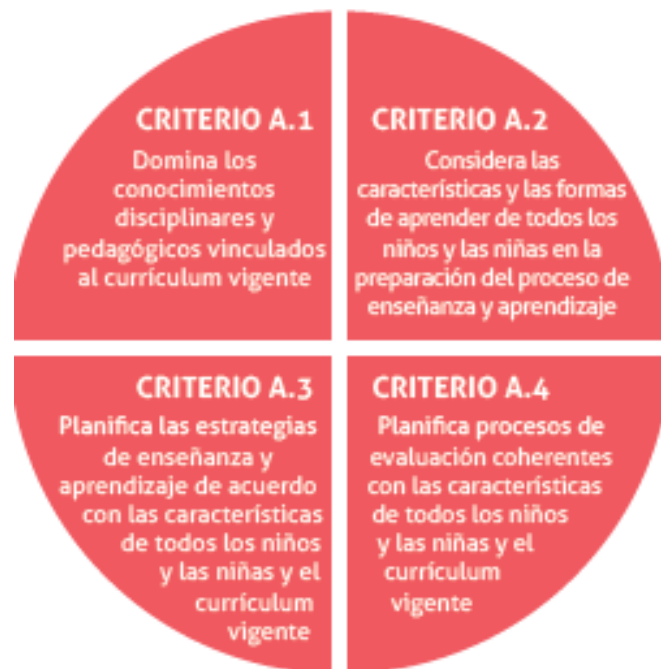 CRITERIO A.1
Domina los
conocimientos
disciplinares y
pedagógicos vinculados
al currículum vigente
CRITERIO A.2
Considera las
características y las formas
de aprender de todos los
niños y las niñas en la
preparación del proceso de
enseñanza y aprendizaje
CRITERIO A.3
Planifica las estrategias
de enseñanza y
aprendizaje de acuerdo
con las características
de todos los niños
y las niñas y el
currículum
vigente
CRITERIO A.4
Planifica procesos de
evaluación coherentes
con las características
de todos los niños
y las niñas y el
currículum
vigente